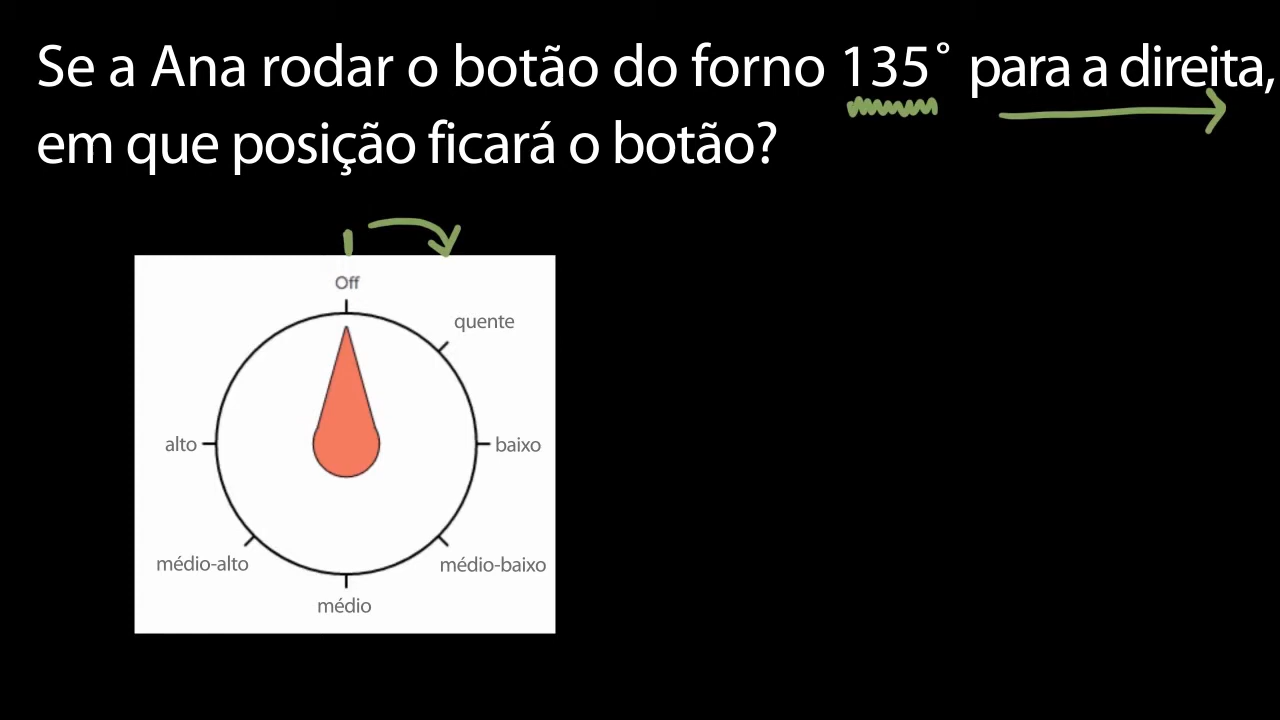 Se a Ana rodar o botão do forno 135° para a direita,
em que posição ficará o botão?
Off
quente
alto
baixo
médio-alto
médio-baixo
médio